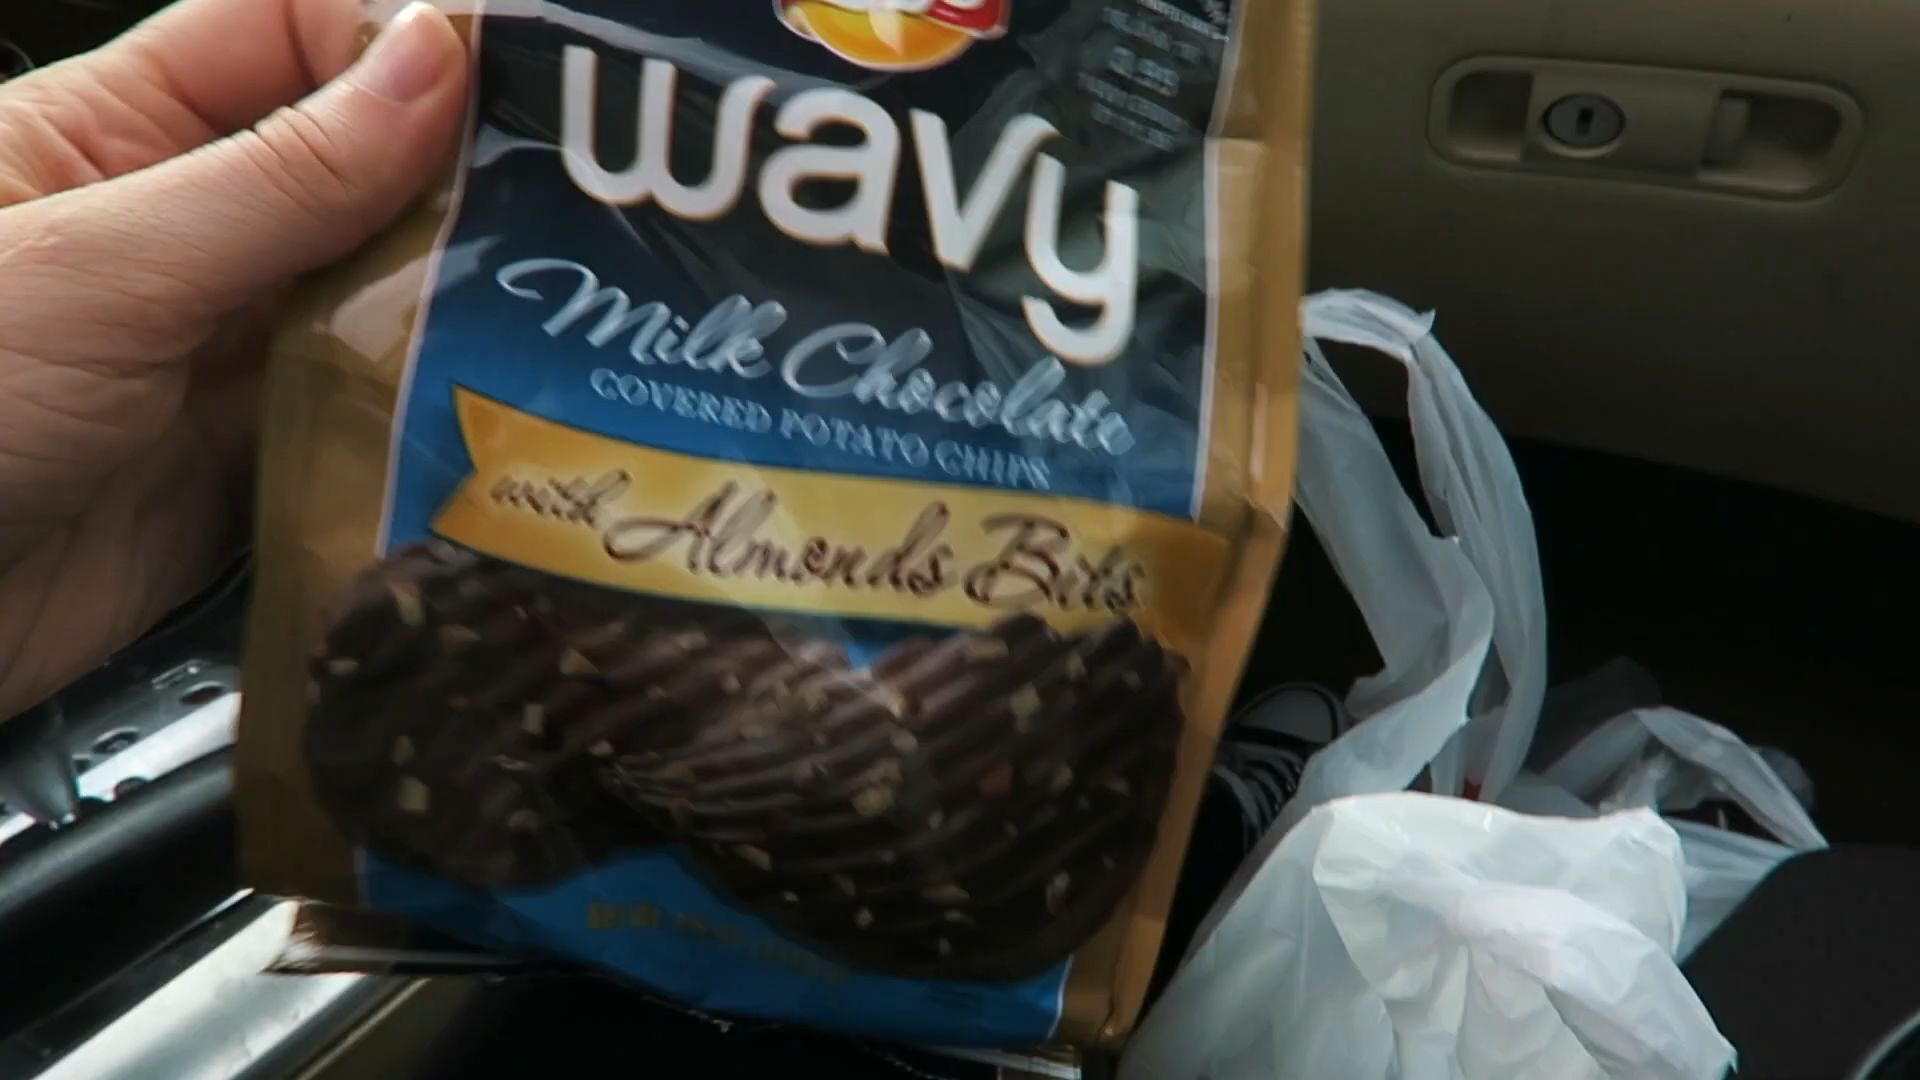 wavy
Milk Chocolate
COVERED POTATO CHIPS
with Almonds Bits